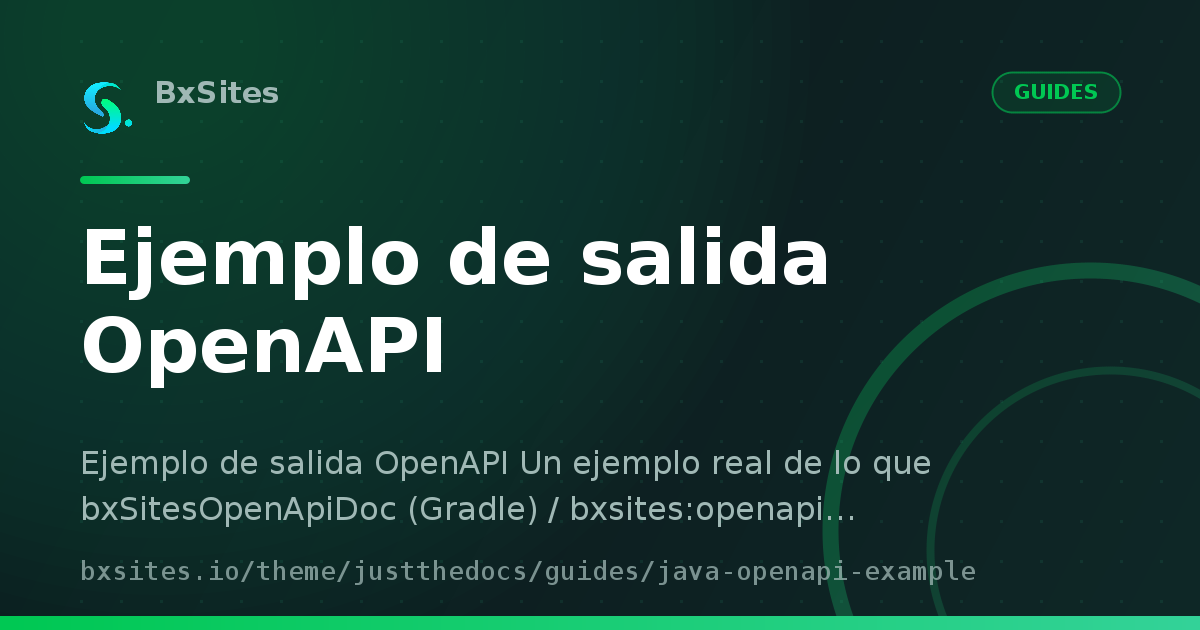 BxSites
GUIDES
Ejemplo de salida
OpenAPI
Ejemplo de salida OpenAPI Un ejemplo real de lo que
bxSitesOpenApiDoc (Gradle) / bxsites:openapi...
bxsites.io/theme/justthedocs/guides/java-openapi-example